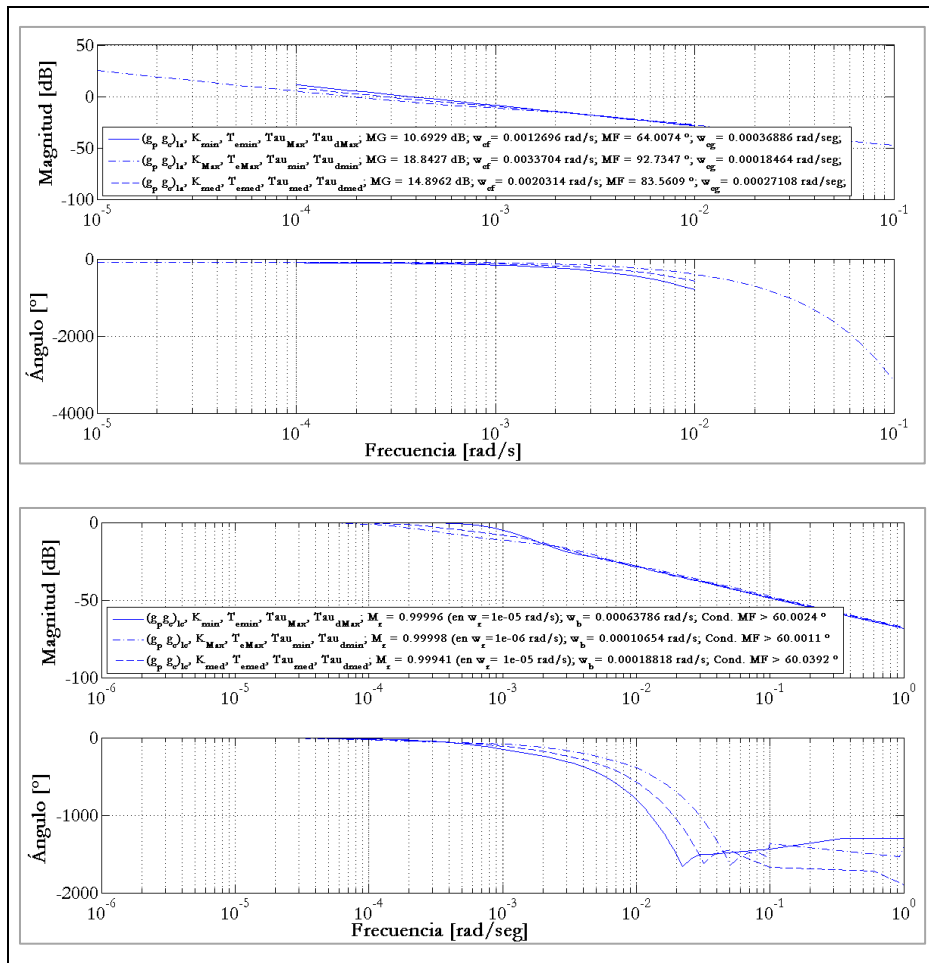 50
0
-50
-100
Magnitud [dB]
(g_p g_c)_la, K_min, T_emin, Tau_Max, Tau_dMax; MG = 10.6929 dB; w_cf= 0.0012696 rad/s; MF = 64.0074 º; w_cg= 0.00036886 rad/seg;
(g_p g_c)_la, K_Max, T_eMax, Tau_min, Tau_dmin; MG = 18.8427 dB; w_cf= 0.0033704 rad/s; MF = 92.7347 º; w_cg= 0.00018464 rad/seg;
(g_p g_c)_la, K_med, T_emed, Tau_med, Tau_dmed; MG = 14.8962 dB; w_cf= 0.0020314 rad/s; MF = 83.5609 º; w_cg= 0.00027108 rad/seg;
10^-5 10^-4 10^-3 10^-2 10^-1
0
-2000
-4000
Ángulo [º]
10^-5 10^-4 10^-3 10^-2 10^-1
Frecuencia [rad/s]
0
-50
-100
Magnitud [dB]
(g_p g_c)_lc, K_min, T_emin, Tau_Max, Tau_dMax; M_r = 0.99996 (en w_r=1e-05 rad/s); w_b= 0.00063786 rad/s; Cond. MF > 60.0024 º
(g_p g_c)_lc, K_Max, T_eMax, Tau_min, Tau_dmin; M_r = 0.99998 (en w_r=1e-06 rad/s); w_b= 0.00010654 rad/s; Cond. MF > 60.0011 º
(g_p g_c)_lc, K_med, T_emed, Tau_med, Tau_dmed; M_r = 0.99941 (en w_r= 1e-05 rad/s); w_b= 0.00018818 rad/s; Cond. MF > 60.0392 º
10^-6 10^-5 10^-4 10^-3 10^-2 10^-1 10^0
0
-1000
-2000
Ángulo [º]
10^-6 10^-5 10^-4 10^-3 10^-2 10^-1 10^0
Frecuencia [rad/seg]